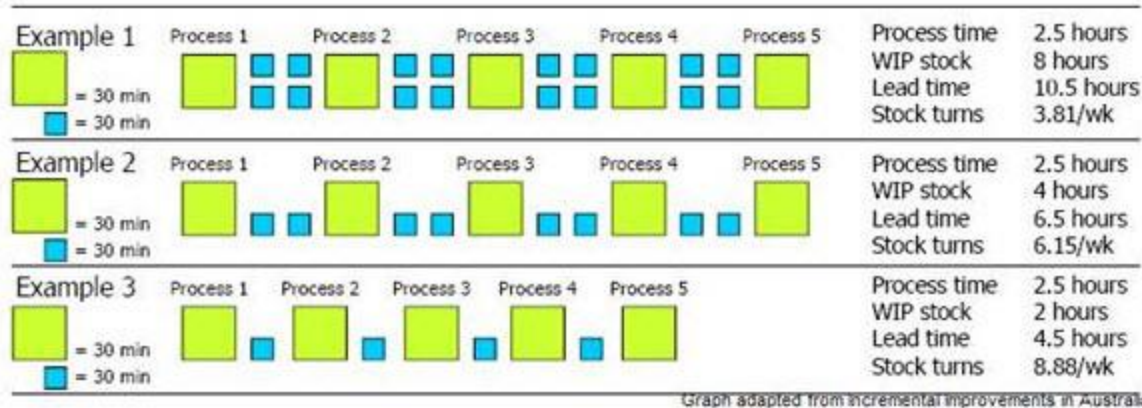 Example 1 Process 1 Process 2 Process 3 Process 4 Process 5
= 30 min
= 30 min
Process time 2.5 hours
WIP stock 8 hours
Lead time 10.5 hours
Stock turns 3.81/wk
Example 2 Process 1 Process 2 Process 3 Process 4 Process 5
= 30 min
= 30 min
Process time 2.5 hours
WIP stock 4 hours
Lead time 6.5 hours
Stock turns 6.15/wk
Example 3 Process 1 Process 2 Process 3 Process 4 Process 5
= 30 min
= 30 min
Process time 2.5 hours
WIP stock 2 hours
Lead time 4.5 hours
Stock turns 8.88/wk
Graph adapted from Incremental Improvements in Australia